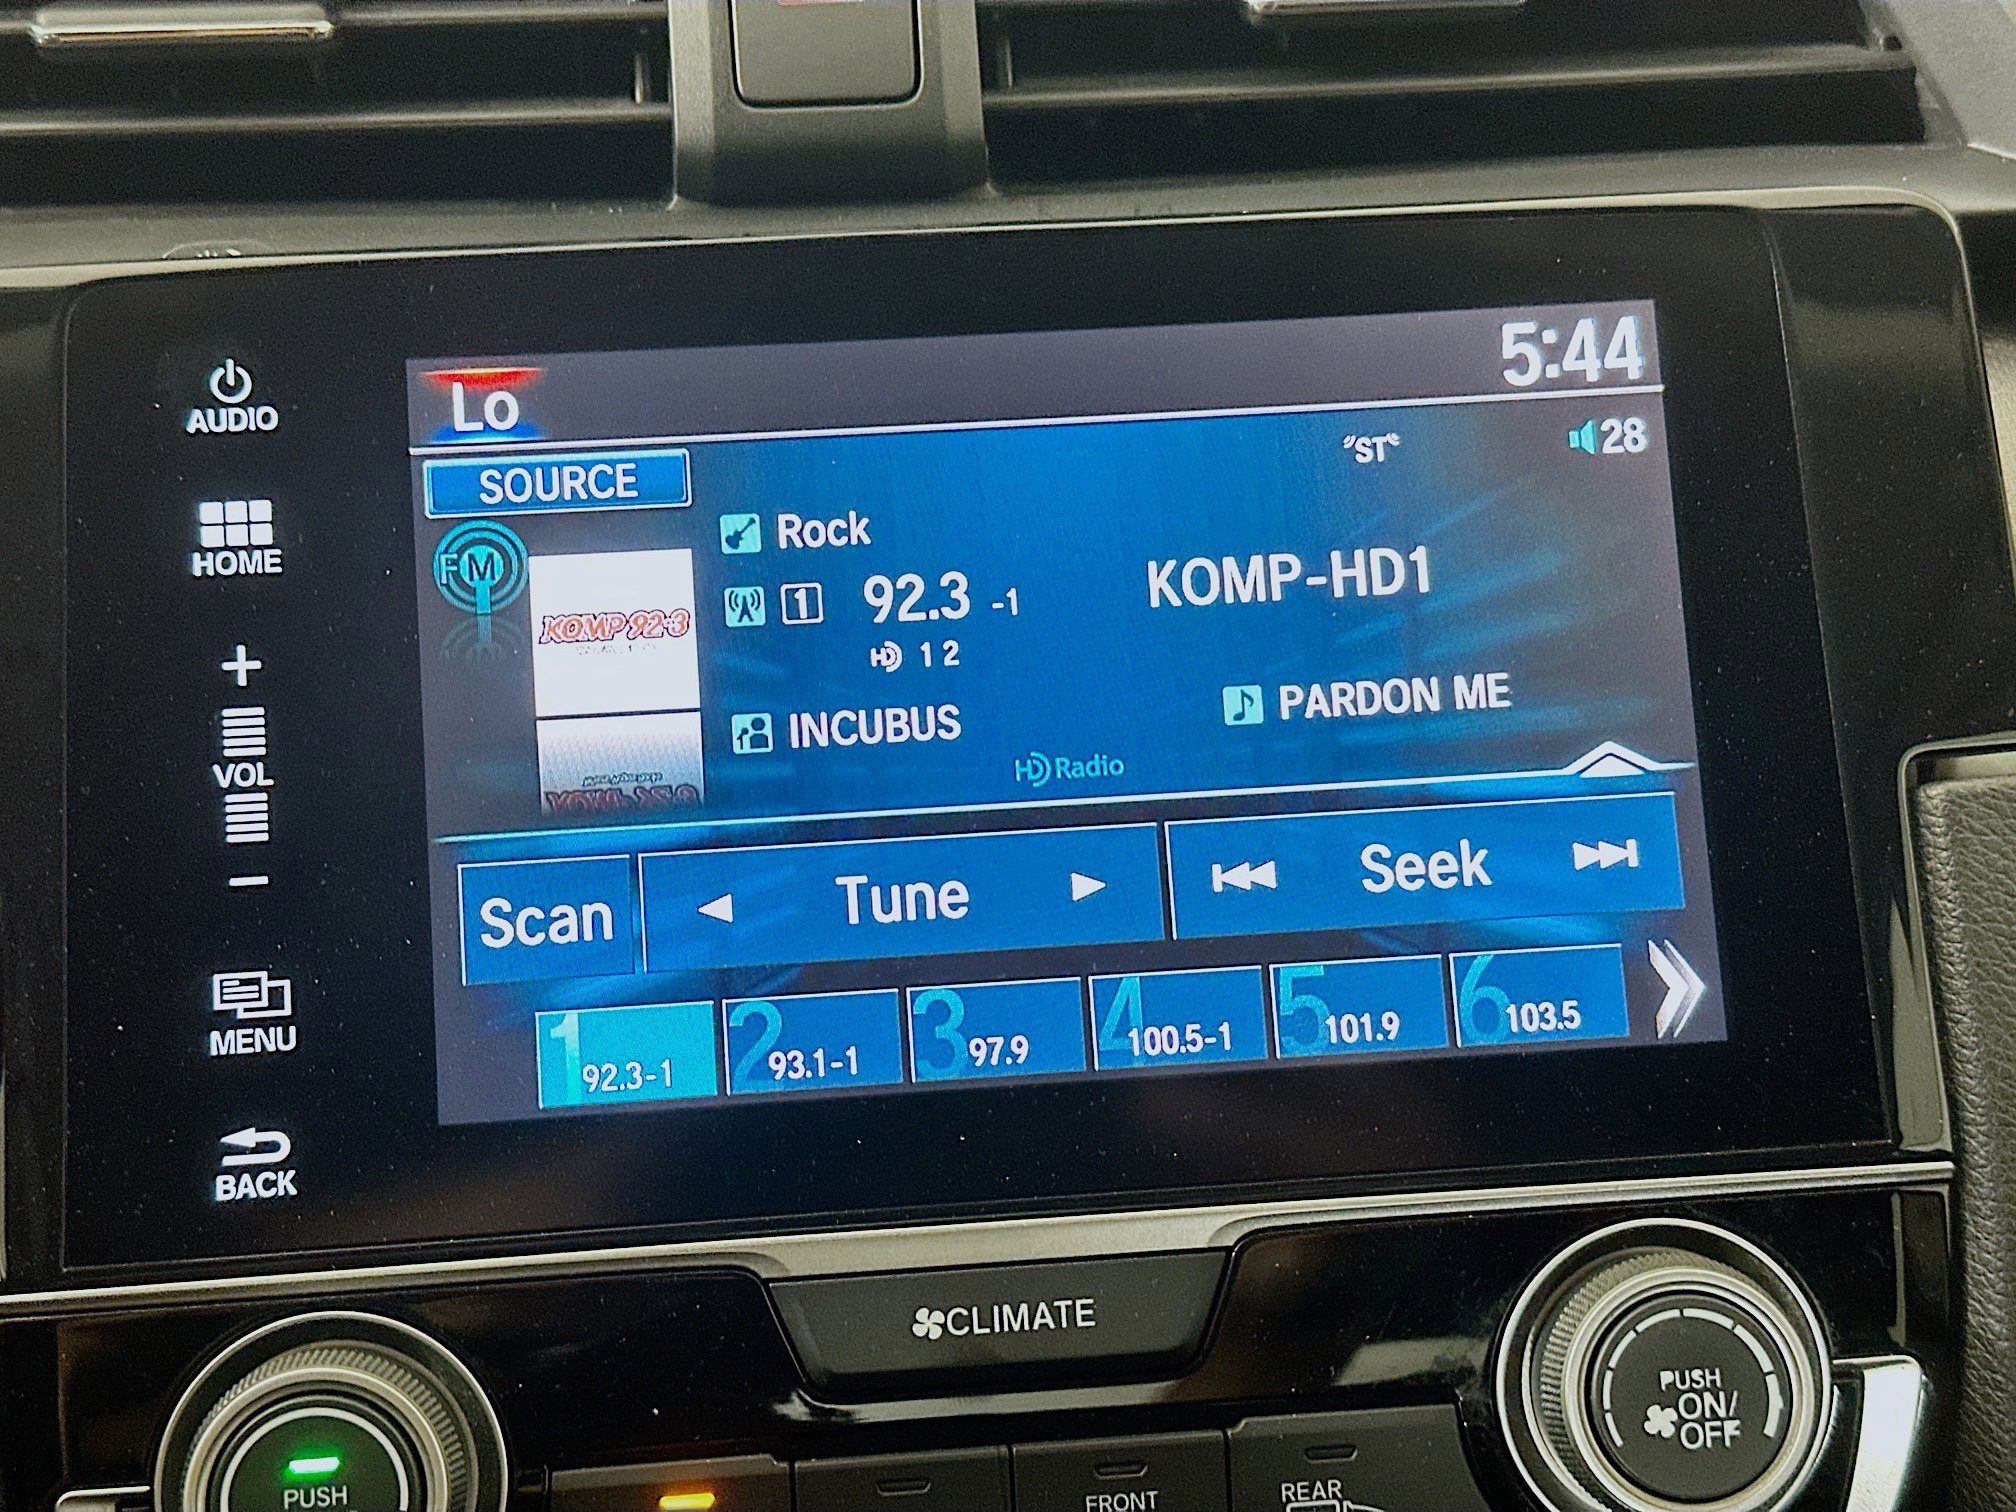 Lo
5:44
AUDIO
SOURCE
"ST"
28
HOME
FM
Rock
KOMP 92.3
1 92.3 -1
KOMP-HD1
HD 1 2
INCUBUS
PARDON ME
HD Radio
+
VOL
-
Scan
Tune
Seek
MENU
1 92.3-1
2 93.1-1
3 97.9
4 100.5-1
5 101.9
6 103.5
BACK
CLIMATE
PUSH
ON/
OFF
PUSH
FRONT
REAR